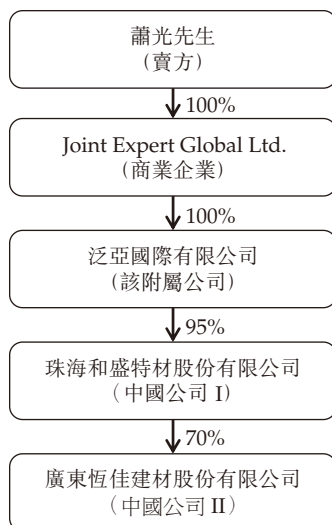 蕭光先生
(賣方)
100%
Joint Expert Global Ltd.
(商業企業)
100%
泛亞國際有限公司
(該附屬公司)
95%
珠海和盛特材股份有限公司
(中國公司 I)
70%
廣東恆佳建材股份有限公司
(中國公司 II)